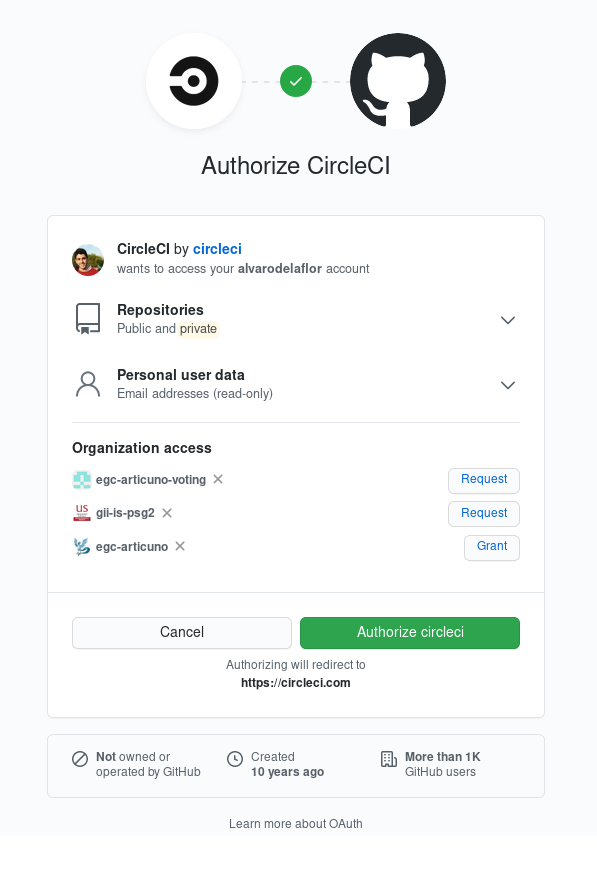 Authorize CircleCI
CircleCI by circleci
wants to access your alvarodelaflor account
Repositories
Public and private
Personal user data
Email addresses (read-only)
Organization access
egc-articuno-voting
Request
US
gii-is-psg2
Request
egc-articuno
Grant
Cancel
Authorize circleci
Authorizing will redirect to
https://circleci.com
Not owned or
operated by GitHub
Created
10 years ago
More than 1K
GitHub users
Learn more about OAuth